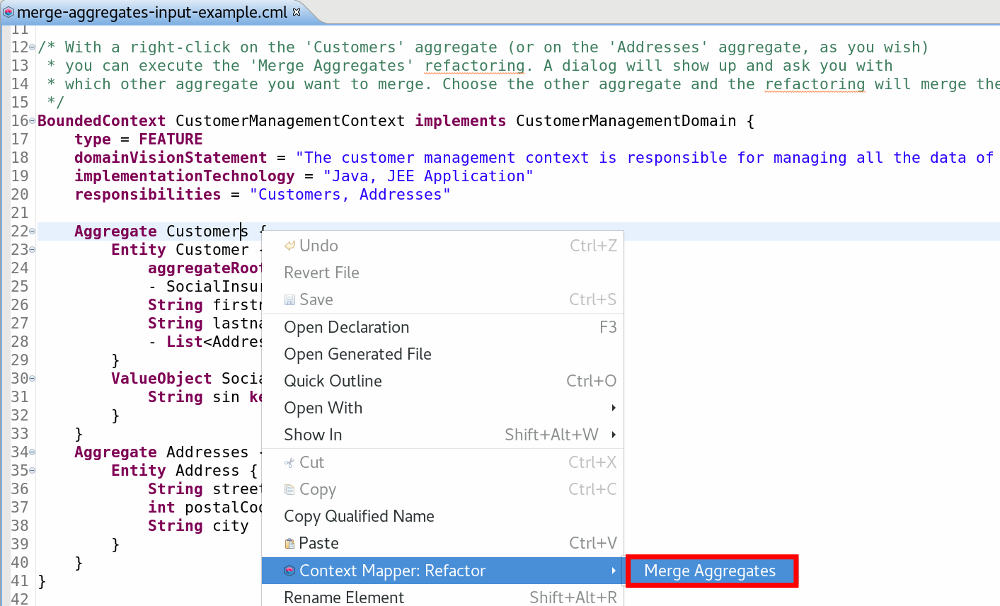 merge-aggregates-input-example.cml
11
12 /* With a right-click on the 'Customers' aggregate (or on the 'Addresses' aggregate, as you wish)
13 * you can execute the 'Merge Aggregates' refactoring. A dialog will show up and ask you with
14 * which other aggregate you want to merge. Choose the other aggregate and the refactoring will merge the
15 */
16 BoundedContext CustomerManagementContext implements CustomerManagementDomain {
17 type = FEATURE
18 domainVisionStatement = "The customer management context is responsible for managing all the data of
19 implementationTechnology = "Java, JEE Application"
20 responsibilities = "Customers, Addresses"
21
22 Aggregate Customers {
23 Entity Customer
24 aggregateRoot
25 - SocialInsu
26 String firstn
27 String lastna
28 - List<Addres
29 }
30 ValueObject Socia
31 String sin ke
32 }
33 }
34 Aggregate Addresses
35 Entity Address {
36 String street
37 int postalCod
38 String city
39 }
40 }
41 }
42
Undo Ctrl+Z
Revert File
Save Ctrl+S
Open Declaration F3
Open Generated File
Quick Outline Ctrl+O
Open With
Show In Shift+Alt+W
Cut Ctrl+X
Copy Ctrl+C
Copy Qualified Name
Paste Ctrl+V
Context Mapper: Refactor
Merge Aggregates
Rename Element Shift+Alt+R